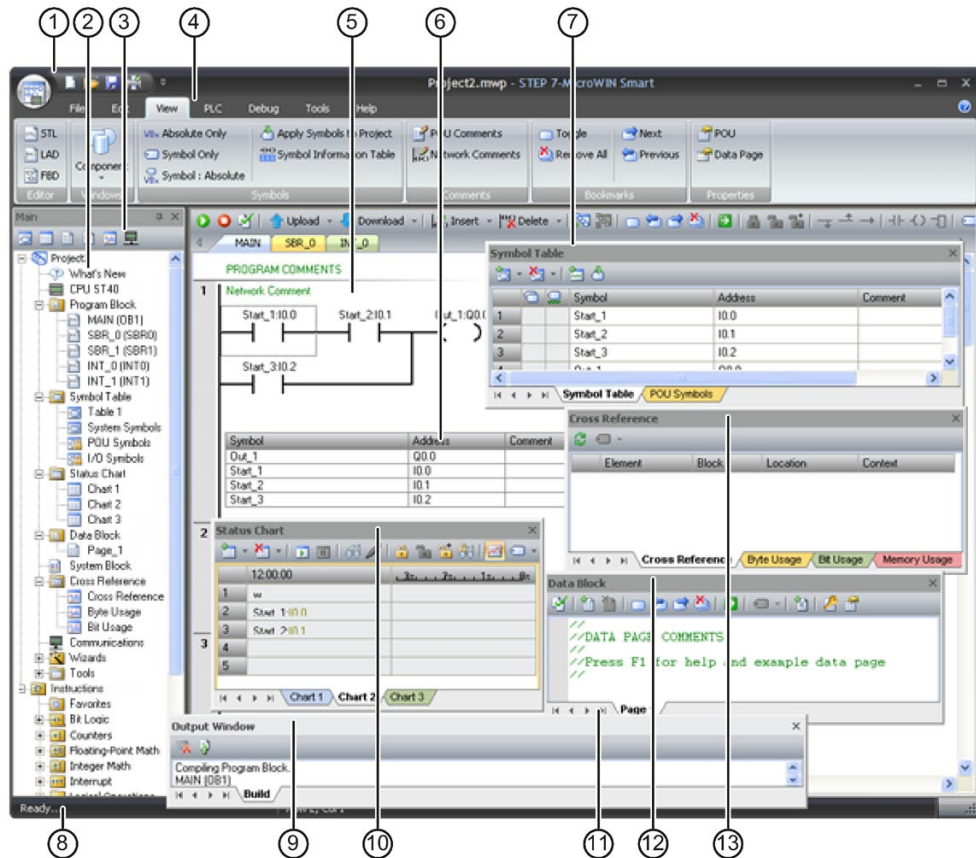 1 2 3 4 5 6 7
Project2.mwp - STEP 7-MicroWIN Smart
View PLC Debug Tools Help
STL
LAD
FBD
Editor
Component
Windows
Absolute Only
Symbol Only
Symbol : Absolute
Apply Symbols to Project
Symbol Information Table
Symbols
POU Comments
Network Comments
Comments
Toggle
Remove All
Next
Previous
Bookmarks
POU
Data Page
Properties
Main
Project
What's New
CPU ST40
Program Block
MAIN (OB1)
SBR_0 (SBR0)
SBR_1 (SBR1)
INT_0 (INT0)
INT_1 (INT1)
Symbol Table
Table 1
System Symbols
POU Symbols
I/O Symbols
Status Chart
Chart 1
Chart 2
Chart 3
Data Block
Page_1
System Block
Cross Reference
Cross Reference
Byte Usage
Bit Usage
Communications
Wizards
Tools
Instructions
Favorites
Bit Logic
Counters
Floating-Point Math
Integer Math
Interrupt
Upload Download Insert Delete
MAIN SBR_0 INT_0
PROGRAM COMMENTS
1 Network Comment
Start_1:I0.0 Start_2:I0.1
Start_3:I0.2
Symbol Address Comment
Out_1 Q0.0
Start_1 I0.0
Start_2 I0.1
Start_3 I0.2
2
3
Symbol Table
Symbol Address Comment
1 Start_1 I0.0
2 Start_2 I0.1
3 Start_3 I0.2
Symbol Table POU Symbols
Cross Reference
Element Block Location Context
Cross Reference Byte Usage Bit Usage Memory Usage
Status Chart
12:00:00
1 w
2 Start_1:I0.0
3 Start_2:I0.1
4
5
Chart 1 Chart 2 Chart 3
Data Block
//
//DATA PAGE COMMENTS
//
//Press F1 for help and example data page
//
Page
Output Window
Compiling Program Block.
MAIN (OB1)
Build
Ready..
8 9 10 11 12 13